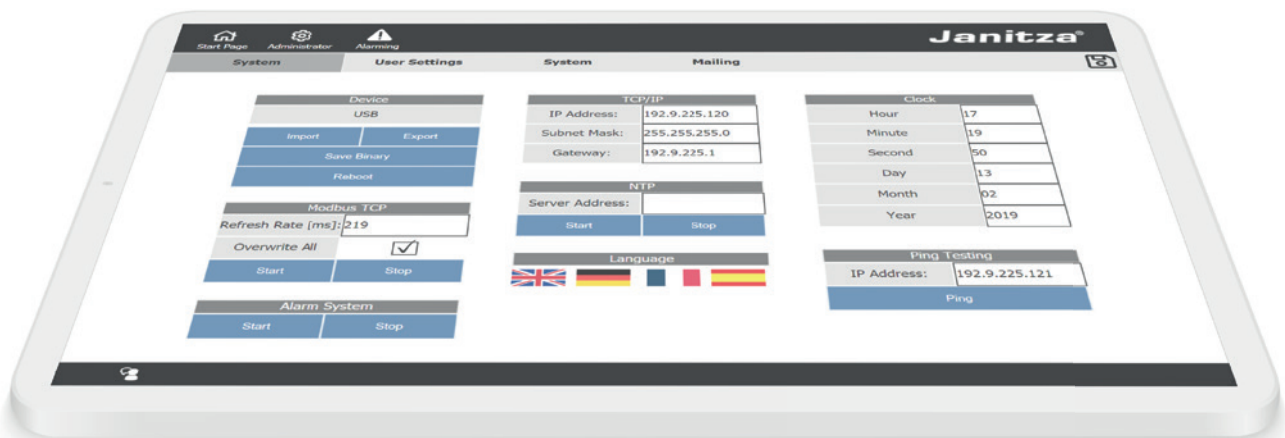 Start Page Administrator Alarming
Janitza®
System User Settings System Mailing
Device
USB
Import Export
Save Binary
Reboot
Modbus TCP
Refresh Rate [ms]: 219
Overwrite All
Start Stop
Alarm System
Start Stop
TCP/IP
IP Address: 192.9.225.120
Subnet Mask: 255.255.255.0
Gateway: 192.9.225.1
NTP
Server Address:
Start Stop
Language
Clock
Hour 17
Minute 19
Second 50
Day 13
Month 02
Year 2019
Ping Testing
IP Address: 192.9.225.121
Ping